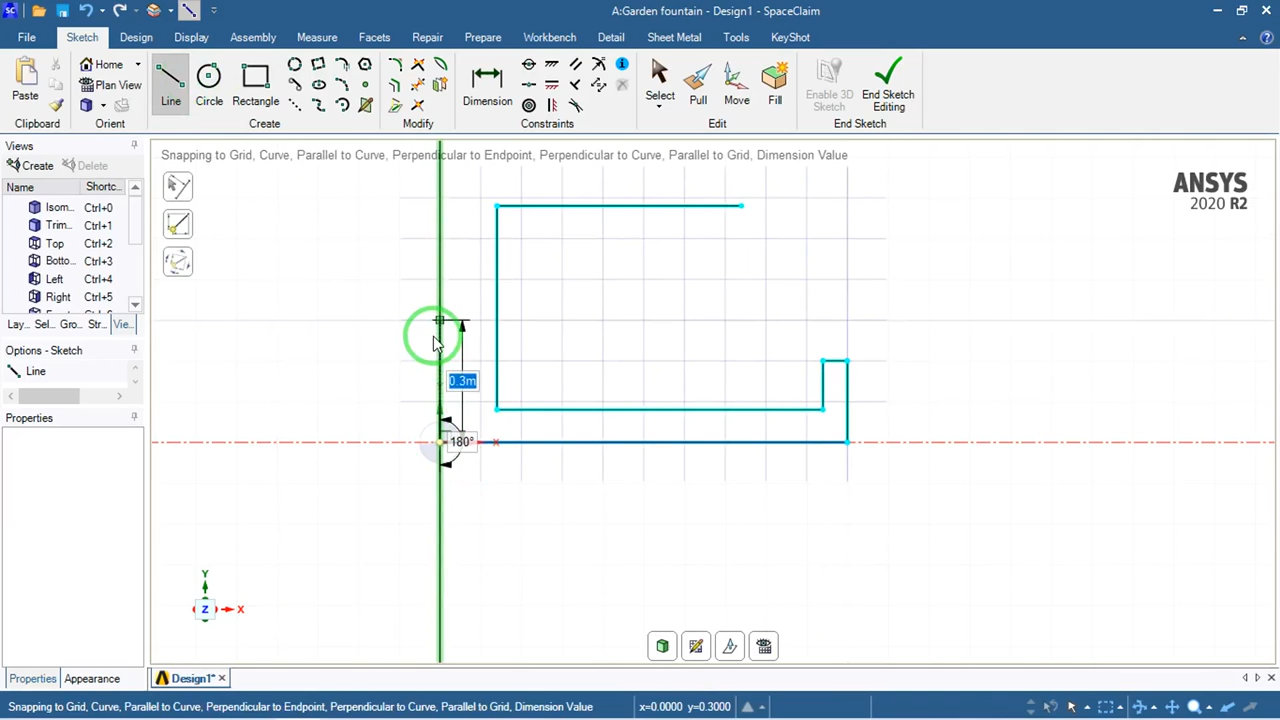 A:Garden fountain - Design1 - SpaceClaim
File Sketch Design Display Assembly Measure Facets Repair Prepare Workbench Detail Sheet Metal Tools KeyShot
Paste
Home
Plan View
Line
Circle
Rectangle
Dimension
Select
Pull
Move
Fill
Enable 3D
Sketch
End Sketch
Editing
Clipboard Orient Create Modify Constraints Edit End Sketch
Views
Create Delete
Name Shortc...
Isom... Ctrl+0
Trim... Ctrl+1
Top Ctrl+2
Botto... Ctrl+3
Left Ctrl+4
Right Ctrl+5
Lay... Sel... Gro... Str... Vie...
Options - Sketch
Line
Properties
Properties Appearance
Snapping to Grid, Curve, Parallel to Curve, Perpendicular to Endpoint, Perpendicular to Curve, Parallel to Grid, Dimension Value
ANSYS
2020 R2
0.3m
180°
Y
Z
X
Design1*
Snapping to Grid, Curve, Parallel to Curve, Perpendicular to Endpoint, Perpendicular to Curve, Parallel to Grid, Dimension Value
x=0.0000 y=0.3000